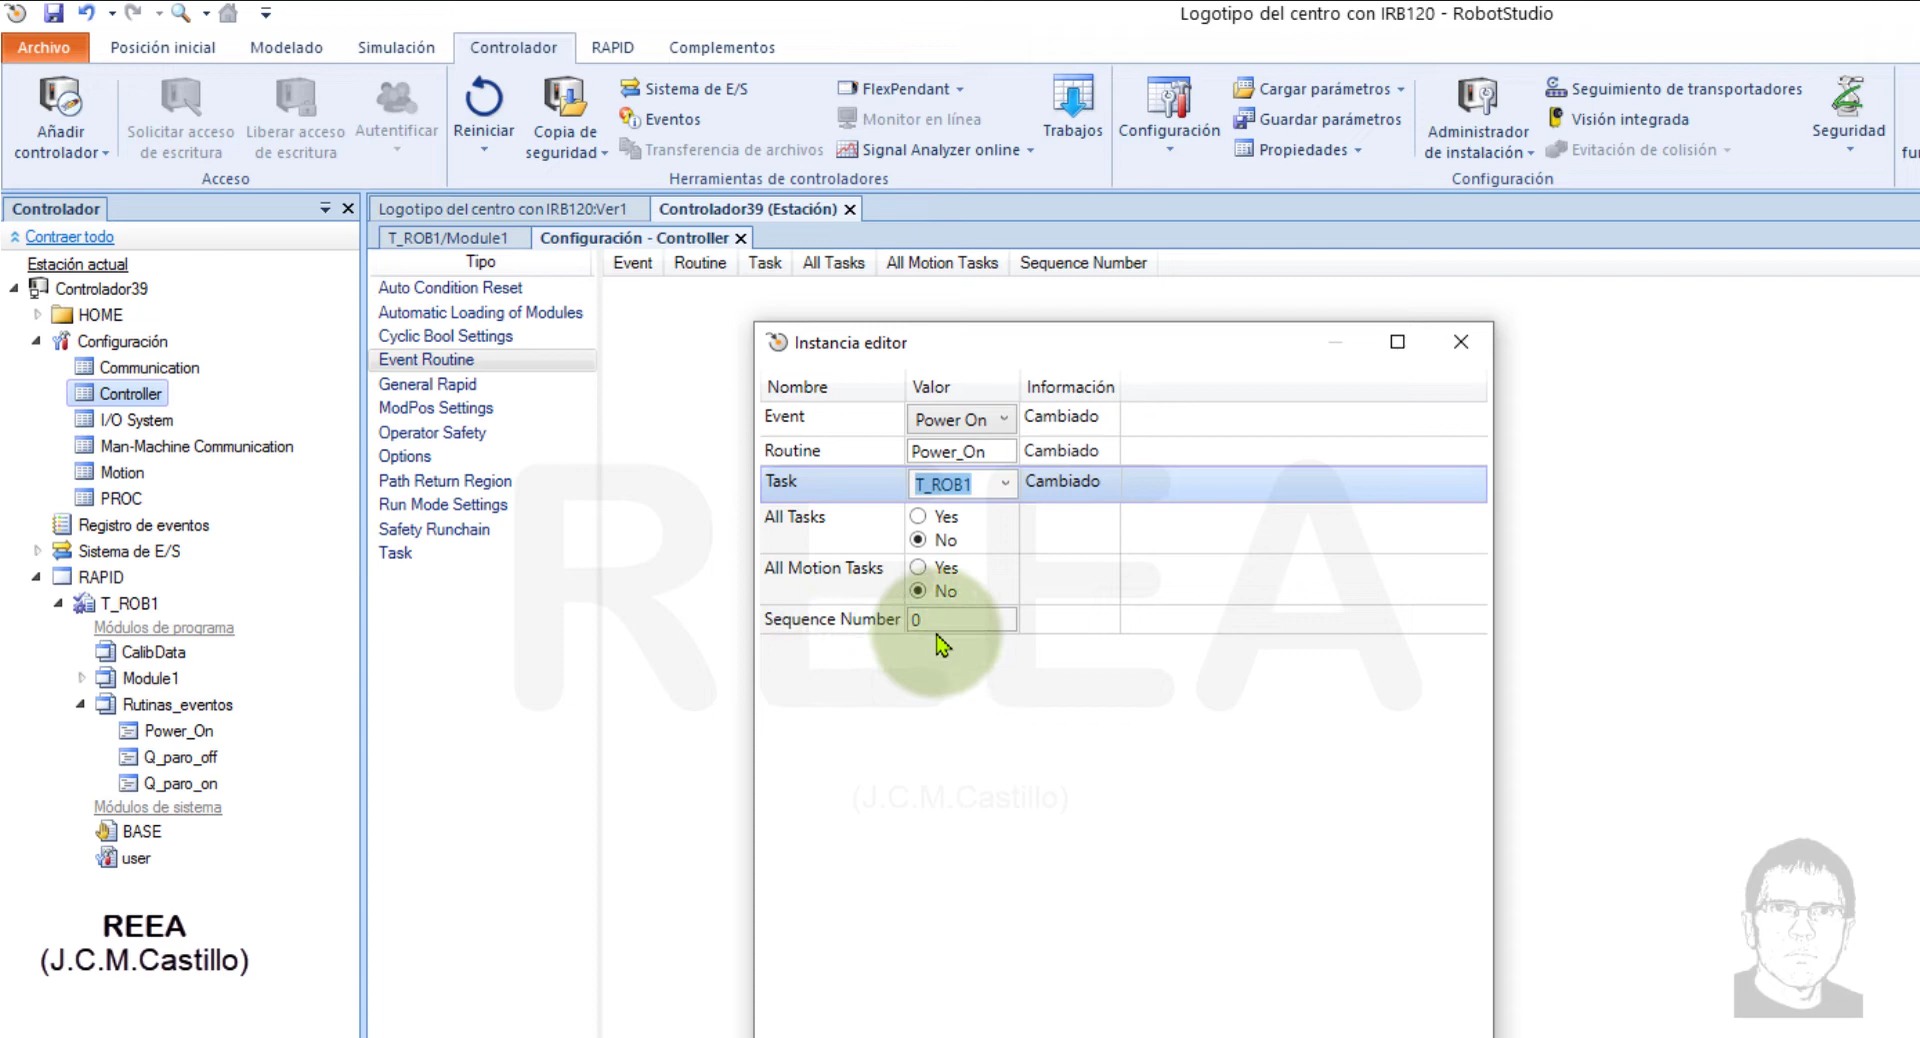 Logotipo del centro con IRB120 - RobotStudio
Archivo
Posición inicial
Modelado
Simulación
Controlador
RAPID
Complementos
Añadir
controlador
Solicitar acceso
de escritura
Liberar acceso
de escritura
Autentificar
Acceso
Reiniciar
Copia de
seguridad
Sistema de E/S
Eventos
Transferencia de archivos
FlexPendant
Monitor en línea
Signal Analyzer online
Trabajos
Herramientas de controladores
Configuración
Cargar parámetros
Guardar parámetros
Propiedades
Administrador
de instalación
Seguimiento de transportadores
Visión integrada
Evitación de colisión
Seguridad
Configuración
Controlador
Contraer todo
Estación actual
Controlador39
HOME
Configuración
Communication
Controller
I/O System
Man-Machine Communication
Motion
PROC
Registro de eventos
Sistema de E/S
RAPID
T_ROB1
Módulos de programa
CalibData
Module1
Rutinas_eventos
Power_On
Q_paro_off
Q_paro_on
Módulos de sistema
BASE
user
REEA
(J.C.M.Castillo)
Logotipo del centro con IRB120:Ver1
Controlador39 (Estación)
T_ROB1/Module1
Configuración - Controller
Tipo
Auto Condition Reset
Automatic Loading of Modules
Cyclic Bool Settings
Event Routine
General Rapid
ModPos Settings
Operator Safety
Options
Path Return Region
Run Mode Settings
Safety Runchain
Task
Event Routine Task All Tasks All Motion Tasks Sequence Number
Instancia editor
Nombre Valor Información
Event Power On Cambiado
Routine Power_On Cambiado
Task T_ROB1 Cambiado
All Tasks Yes
No
All Motion Tasks Yes
No
Sequence Number 0
REEA
(J.C.M.Castillo)